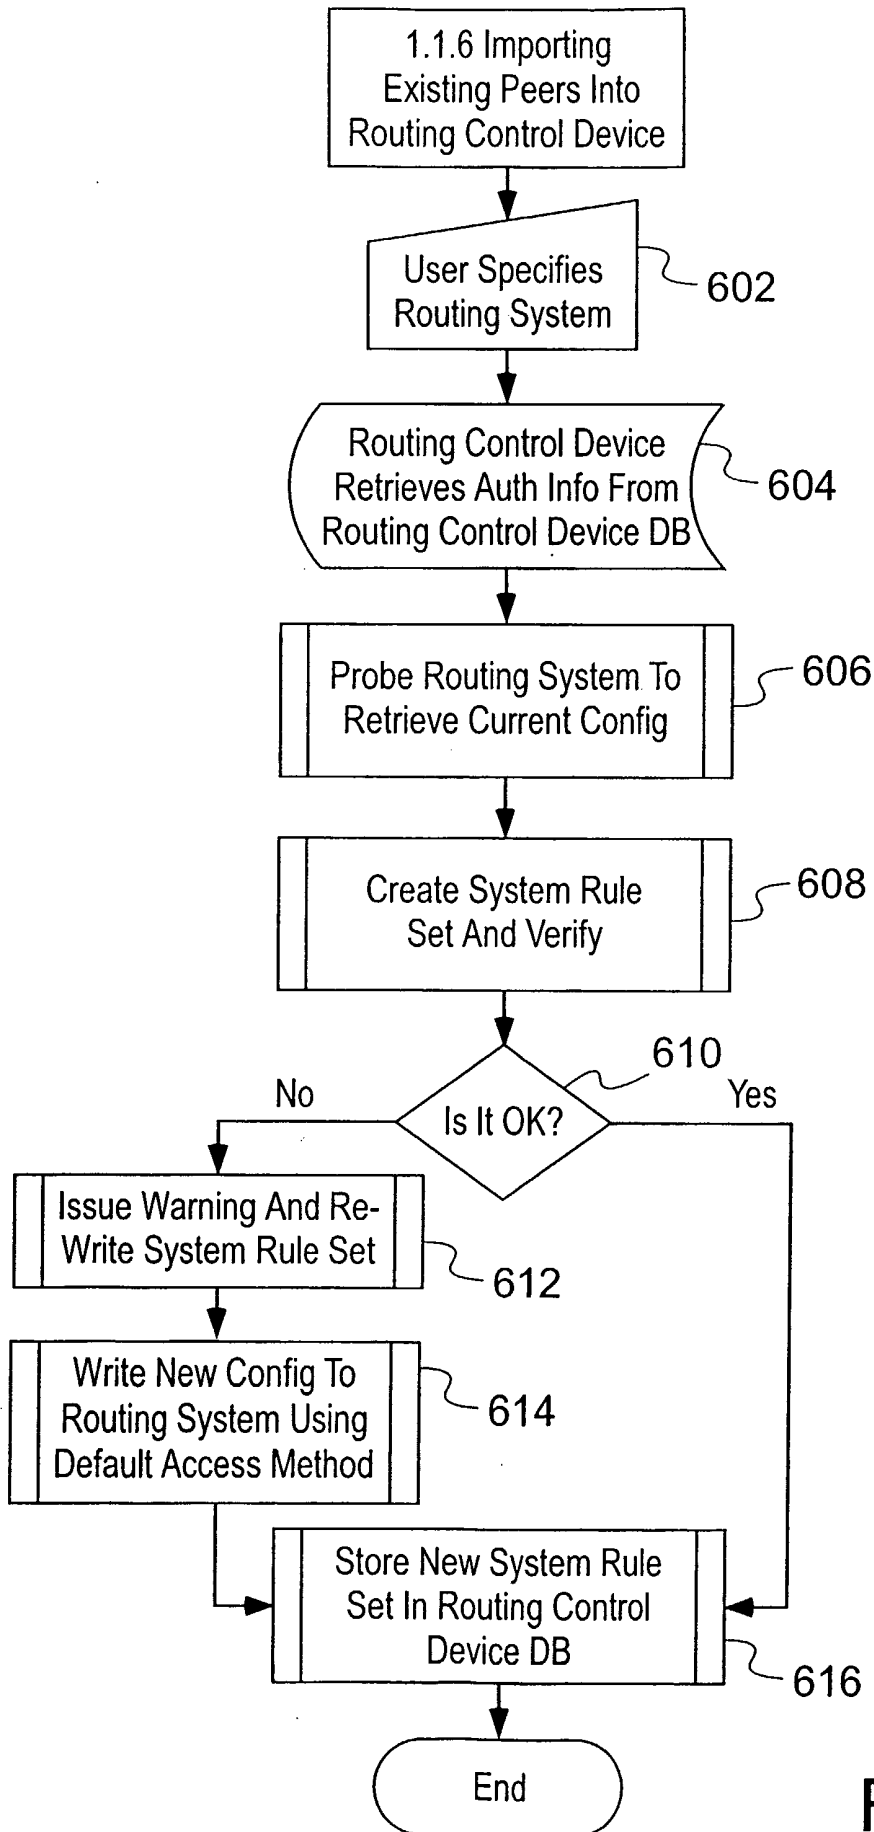 1.1.6 Importing
Existing Peers Into
Routing Control Device
User Specifies
Routing System
602
Routing Control Device
Retrieves Auth Info From
Routing Control Device DB
604
Probe Routing System To
Retrieve Current Config
606
Create System Rule
Set And Verify
608
610
No
Is It OK?
Yes
Issue Warning And Re-
Write System Rule Set
612
Write New Config To
Routing System Using
Default Access Method
614
Store New System Rule
Set In Routing Control
Device DB
616
End